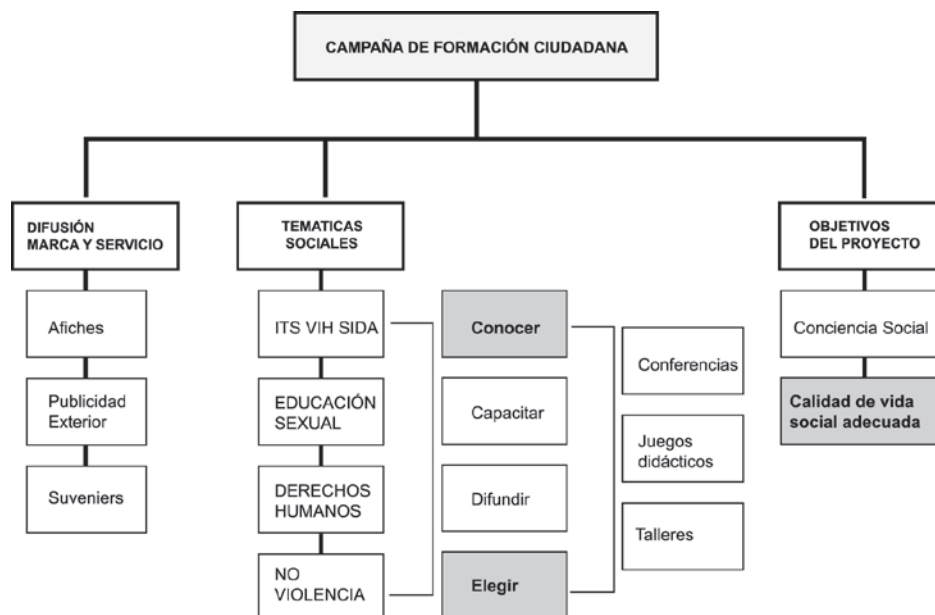 CAMPAÑA DE FORMACIÓN CIUDADANA
DIFUSIÓN
MARCA Y SERVICIO
Afiches
Publicidad
Exterior
Suveniers
TEMATICAS
SOCIALES
ITS VIH SIDA
EDUCACIÓN
SEXUAL
DERECHOS
HUMANOS
NO
VIOLENCIA
Conocer
Capacitar
Difundir
Elegir
Conferencias
Juegos
didácticos
Talleres
OBJETIVOS
DEL PROYECTO
Conciencia Social
Calidad de vida
social adecuada